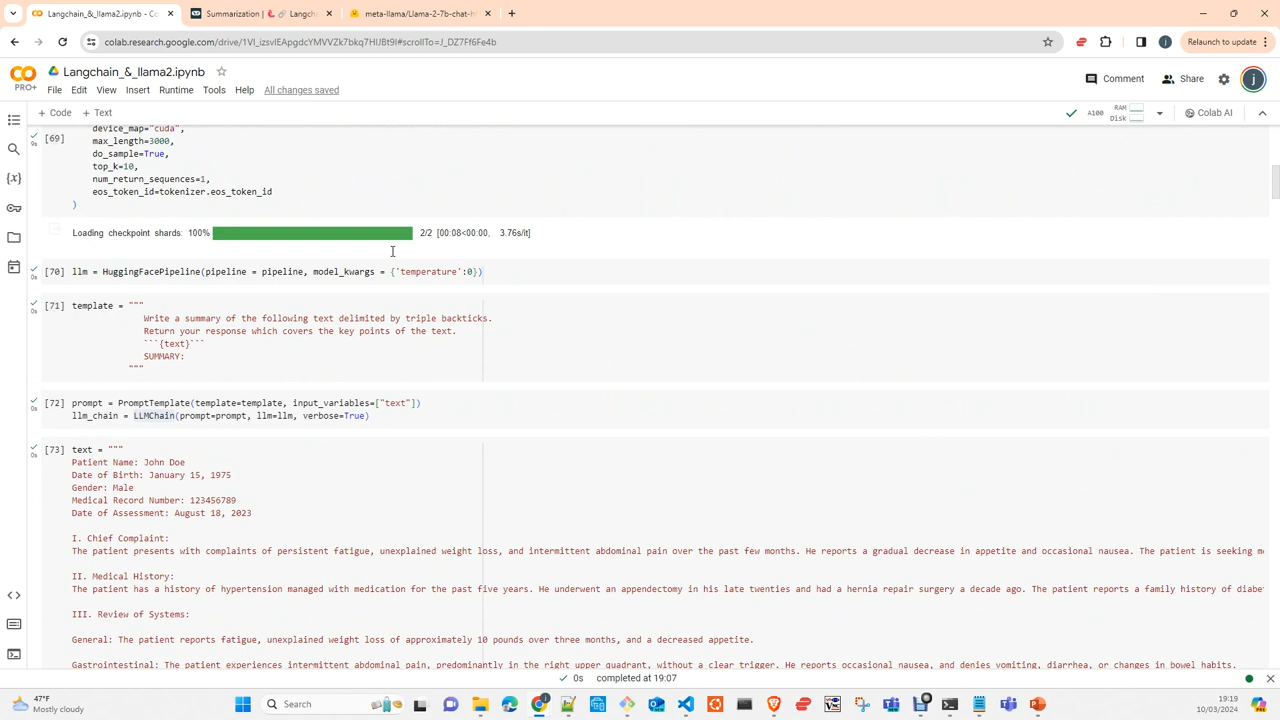 Langchain_&_llama2.ipynb - Co
Summarization | 🦜🔗 Langch
meta-llama/Llama-2-7b-chat-h
colab.research.google.com/drive/1VI_izsvIEApgdcYMVVZk7bkq7HIJBt9I#scrollTo=J_DZ7Ff6Fe4b
Relaunch to update
PRO+
Langchain_&_llama2.ipynb
File Edit View Insert Runtime Tools Help All changes saved
Comment Share
+ Code + Text
A100 RAM Disk
Colab AI
[69]
9s
device_map="cuda",
max_length=3000,
do_sample=True,
top_k=10,
num_return_sequences=1,
eos_token_id=tokenizer.eos_token_id
)
Loading checkpoint shards: 100% 2/2 [00:08<00:00, 3.76s/it]
[70] llm = HuggingFacePipeline(pipeline = pipeline, model_kwargs = {'temperature':0})
0s
[71] template = """
0s
Write a summary of the following text delimited by triple backticks.
Return your response which covers the key points of the text.
```{text}```
SUMMARY:
"""
[72] prompt = PromptTemplate(template=template, input_variables=["text"])
0s
llm_chain = LLMChain(prompt=prompt, llm=llm, verbose=True)
[73] text = """
0s
Patient Name: John Doe
Date of Birth: January 15, 1975
Gender: Male
Medical Record Number: 123456789
Date of Assessment: August 18, 2023
I. Chief Complaint:
The patient presents with complaints of persistent fatigue, unexplained weight loss, and intermittent abdominal pain over the past few months. He reports a gradual decrease in appetite and occasional nausea. The patient is seeking m
II. Medical History:
The patient has a history of hypertension managed with medication for the past five years. He underwent an appendectomy in his late twenties and had a hernia repair surgery a decade ago. The patient reports a family history of diabe
III. Review of Systems:
General: The patient reports fatigue, unexplained weight loss of approximately 10 pounds over three months, and a decreased appetite.
Gastrointestinal: The patient experiences intermittent abdominal pain, predominantly in the right upper quadrant, without a clear trigger. He reports occasional nausea, and denies vomiting, diarrhea, or changes in bowel habits.
0s completed at 19:07
47°F
Mostly cloudy
Search
19:19
10/03/2024